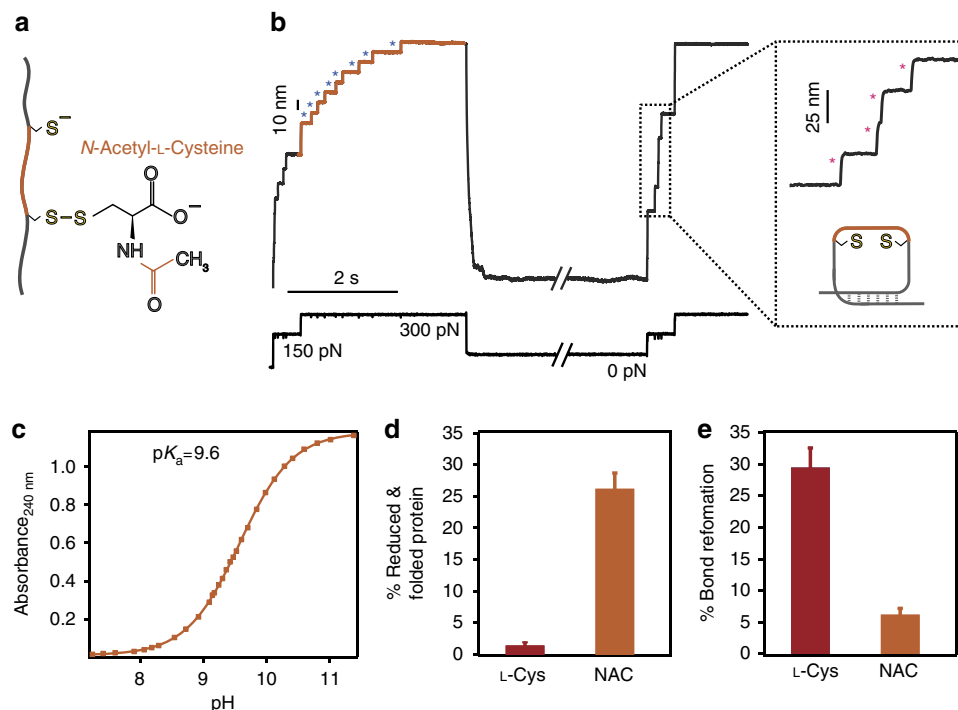 a
S–
N-Acetyl-L-Cysteine
O
S–S
O–
NH
CH3
O
b
10 nm
2 s
150 pN
300 pN
0 pN
25 nm
S S
c
pKa=9.6
Absorbance240 nm
1.0
0.8
0.6
0.4
0.2
8 9 10 11
pH
d
% Reduced &
folded protein
35
30
25
20
15
10
5
0
L-Cys NAC
e
% Bond refomation
35
30
25
20
15
10
5
0
L-Cys NAC